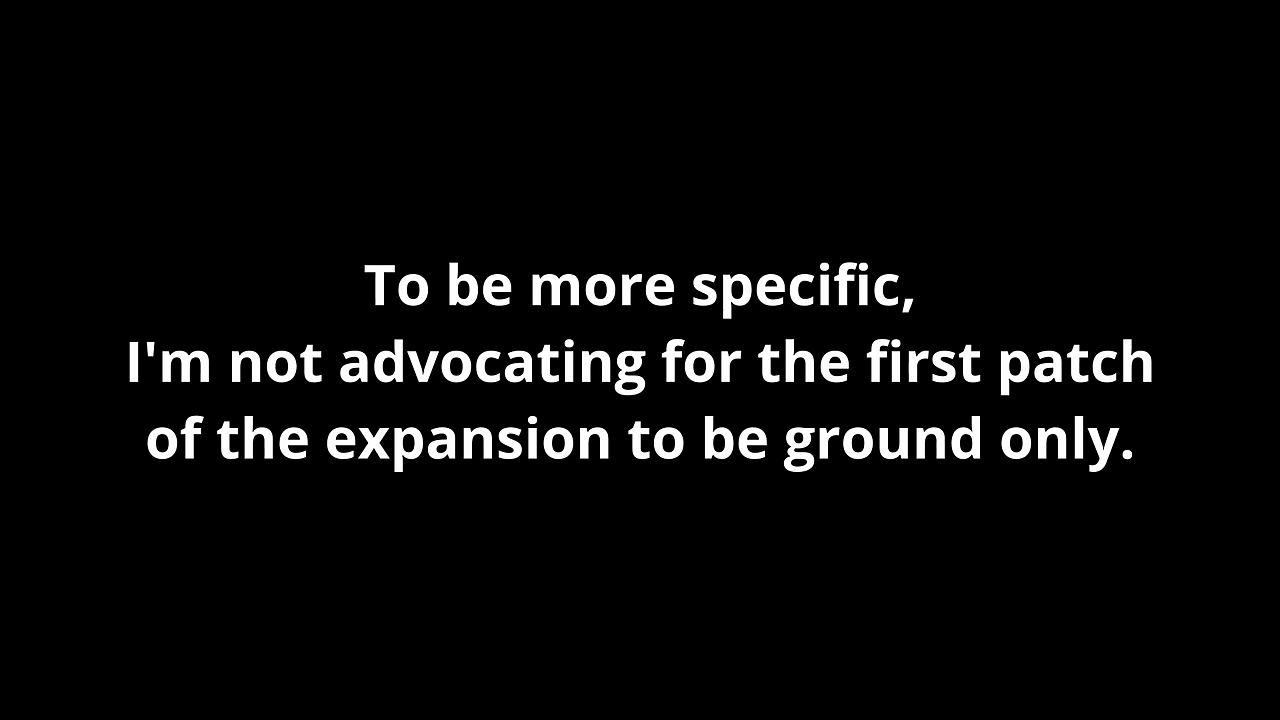 To be more specific,
I'm not advocating for the first patch
of the expansion to be ground only.